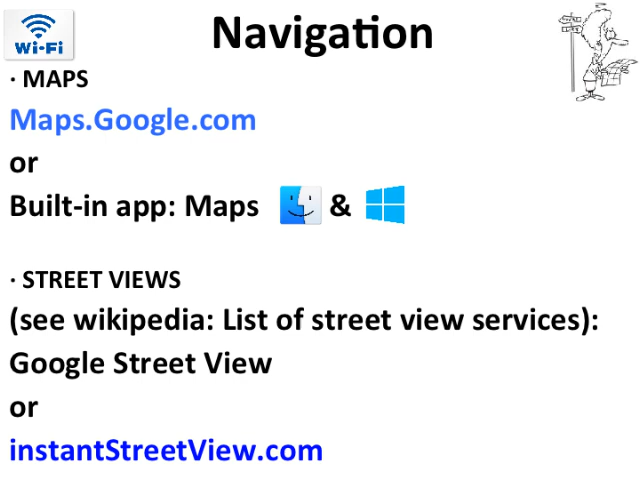 Wi-Fi
Navigation
· MAPS
Maps.Google.com
or
Built-in app: Maps &
· STREET VIEWS
(see wikipedia: List of street view services):
Google Street View
or
instantStreetView.com